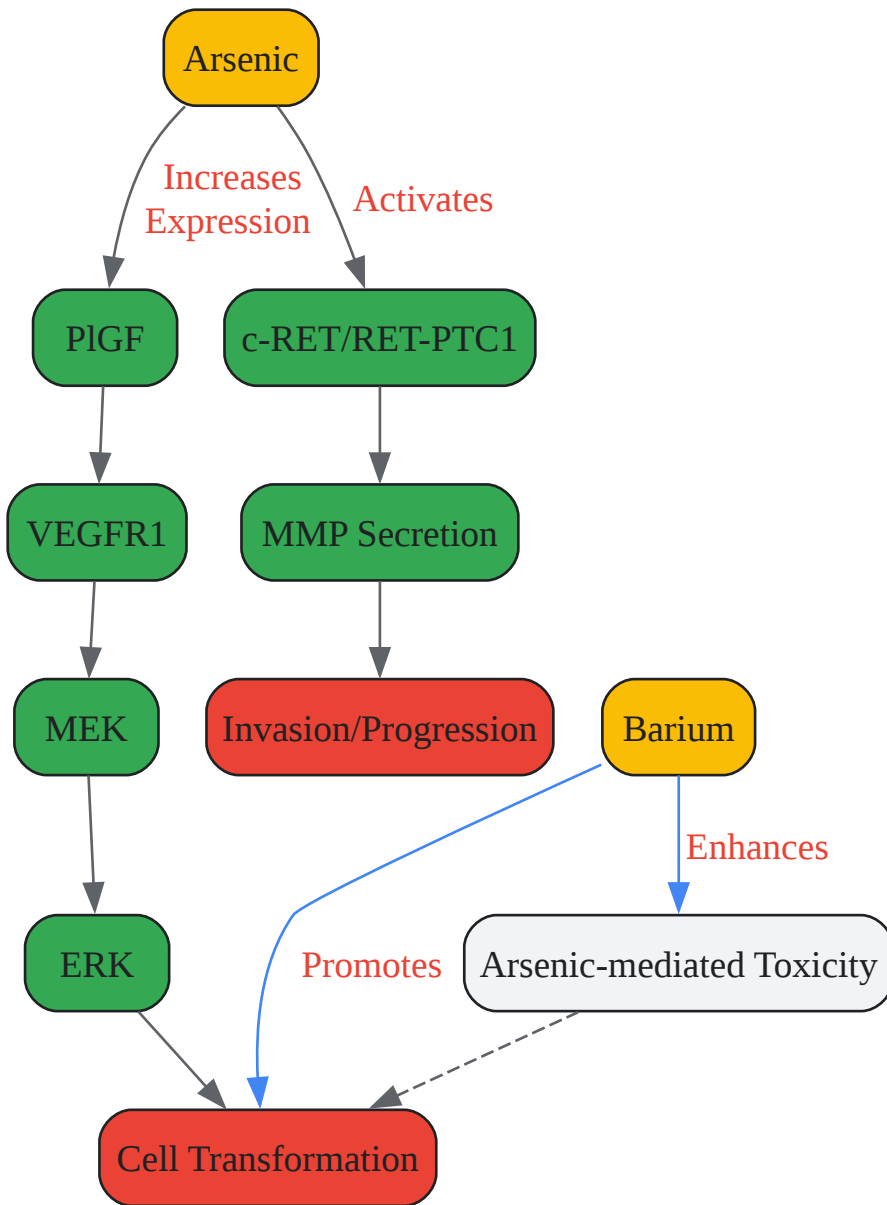 Arsenic
Increases
Expression
Activates
PlGF
c-RET/RET-PTC1
VEGFR1
MMP Secretion
MEK
Invasion/Progression
Barium
Enhances
ERK
Promotes
Arsenic-mediated Toxicity
Cell Transformation